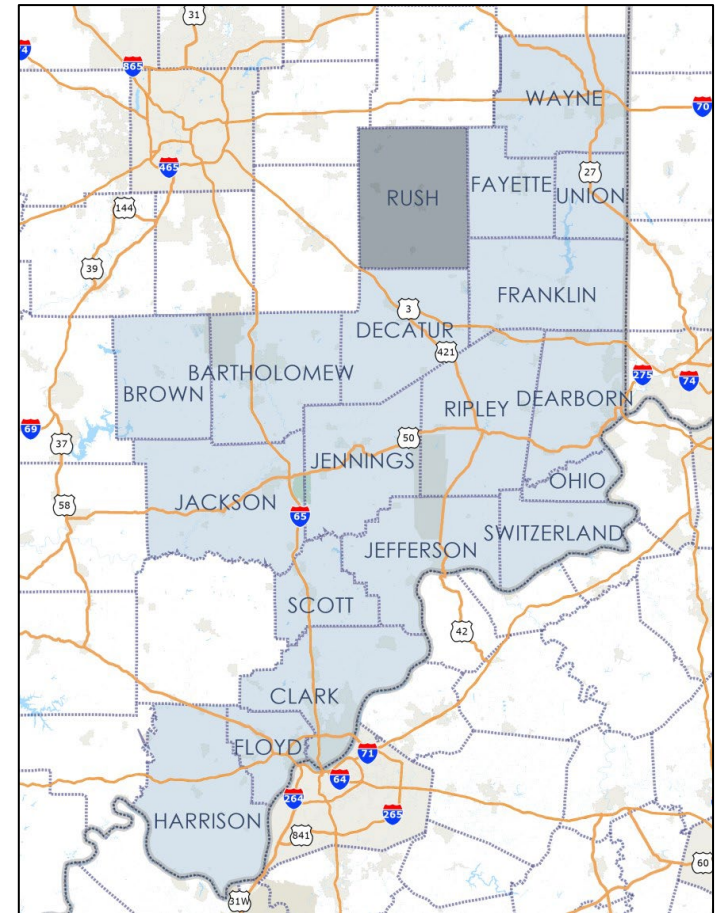 31
4
865
WAYNE
70
465
27
FAYETTE
UNION
RUSH
144
39
FRANKLIN
3
DECATUR
421
BARTHOLOMEW
BROWN
275
74
DEARBORN
RIPLEY
69
37
50
JENNINGS
OHIO
JACKSON
58
65
SWITZERLAND
JEFFERSON
SCOTT
42
CLARK
FLOYD
71
64
264
265
HARRISON
841
60
31W